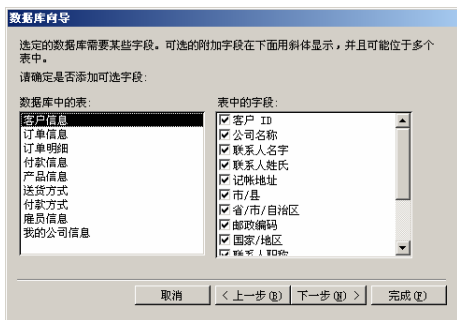 数据库向导
选定的数据库需要某些字段。可选的附加字段在下面用斜体显示，并且可能位于多个
表中。
请确定是否添加可选字段：
数据库中的表：
客户信息
订单信息
订单明细
付款信息
产品信息
送货方式
付款方式
雇员信息
我的公司信息
表中的字段：
客户 ID
公司名称
联系人名字
联系人姓氏
记帐地址
市/县
省/市/自治区
邮政编码
国家/地区
联系人职称
取消
< 上一步(B)
下一步(N) >
完成(F)